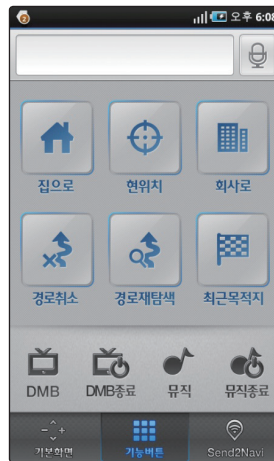 2 오후 6:08
집으로 현위치 회사로
경로취소 경로재탐색 최근목적지
DMB DMB종료 뮤직 뮤직종료
기본화면 기능버튼 Send2Navi